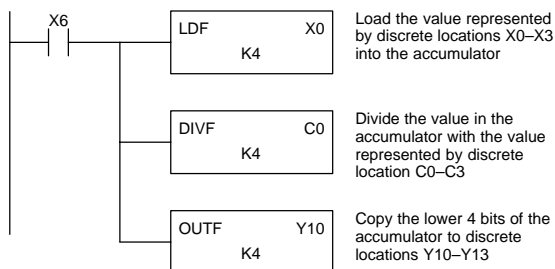 X6
LDF X0
K4
Load the value represented
by discrete locations X0–X3
into the accumulator
DIVF C0
K4
Divide the value in the
accumulator with the value
represented by discrete
location C0–C3
OUTF Y10
K4
Copy the lower 4 bits of the
accumulator to discrete
locations Y10–Y13